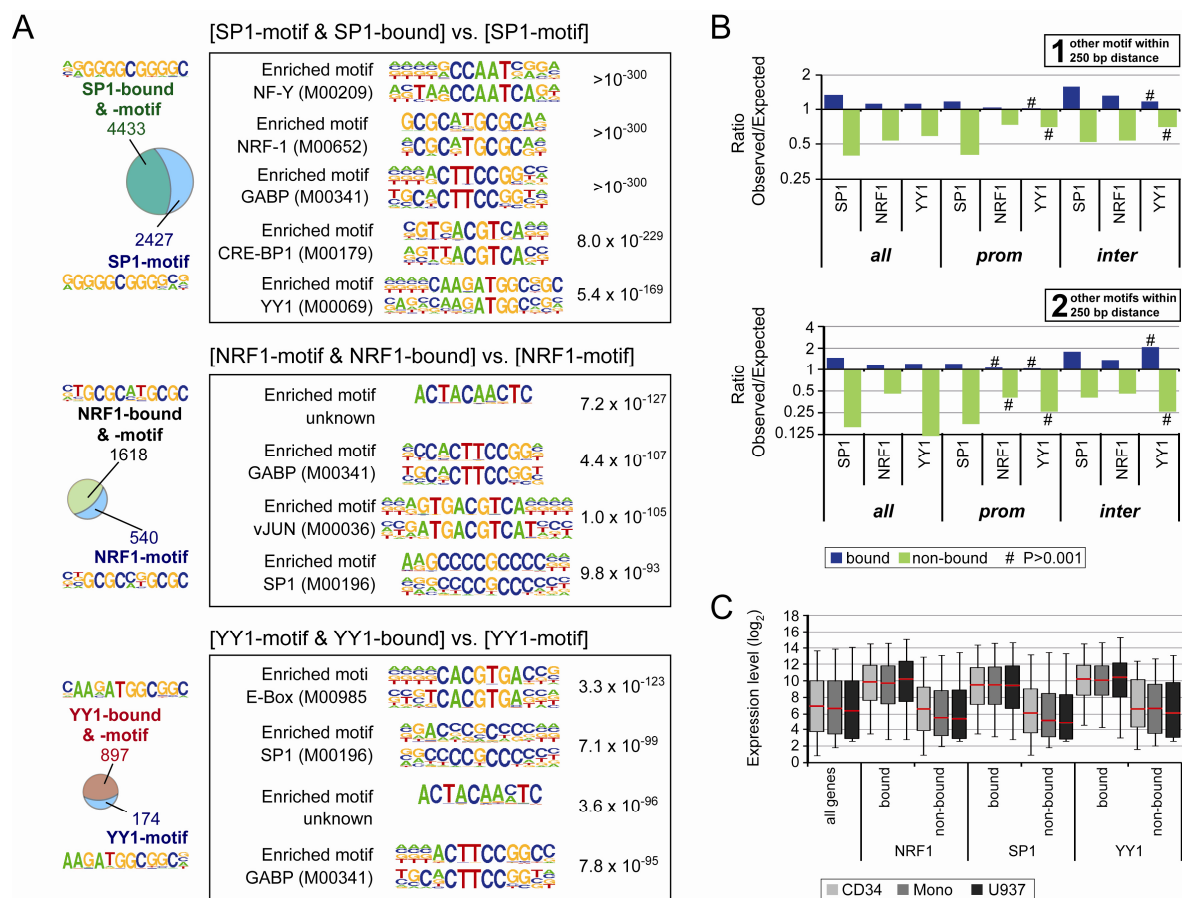 A
[SP1-motif & SP1-bound] vs. [SP1-motif]
SP1-bound
& -motif
4433
2427
SP1-motif
Enriched motif
NF-Y (M00209)
>10-300
Enriched motif
NRF-1 (M00652)
>10-300
Enriched motif
GABP (M00341)
>10-300
Enriched motif
CRE-BP1 (M00179)
8.0 x 10-229
Enriched motif
YY1 (M00069)
5.4 x 10-169
[NRF1-motif & NRF1-bound] vs. [NRF1-motif]
NRF1-bound
& -motif
1618
540
NRF1-motif
Enriched motif
unknown
ACTACAACTC
7.2 x 10-127
Enriched motif
GABP (M00341)
4.4 x 10-107
Enriched motif
vJUN (M00036)
1.0 x 10-105
Enriched motif
SP1 (M00196)
9.8 x 10-93
[YY1-motif & YY1-bound] vs. [YY1-motif]
YY1-bound
& -motif
897
174
YY1-motif
Enriched moti
E-Box (M00985
3.3 x 10-123
Enriched motif
SP1 (M00196)
7.1 x 10-99
Enriched motif
unknown
3.6 x 10-96
Enriched motif
GABP (M00341)
7.8 x 10-95
B
1 other motif within
250 bp distance
Ratio
Observed/Expected
2
1
0.5
0.25
# # # #
SP1 NRF1 YY1 SP1 NRF1 YY1 SP1 NRF1 YY1
all prom inter
2 other motifs within
250 bp distance
Ratio
Observed/Expected
4
2
1
0.5
0.25
0.125
# # # # # #
SP1 NRF1 YY1 SP1 NRF1 YY1 SP1 NRF1 YY1
all prom inter
bound non-bound # P>0.001
C
Expression level (log2)
18
16
14
12
10
8
6
4
2
0
all genes bound non-bound bound non-bound bound non-bound
NRF1 SP1 YY1
CD34 Mono U937